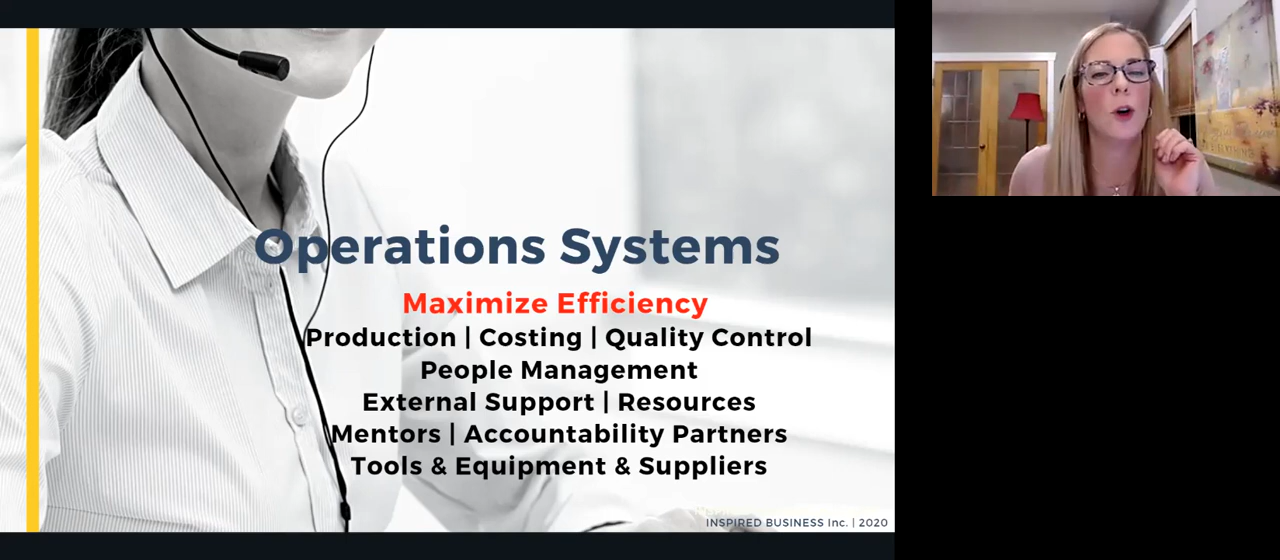 Operations Systems
Maximize Efficiency
Production | Costing | Quality Control
People Management
External Support | Resources
Mentors | Accountability Partners
Tools & Equipment & Suppliers
INSPIRED BUSINESS Inc. | 2020